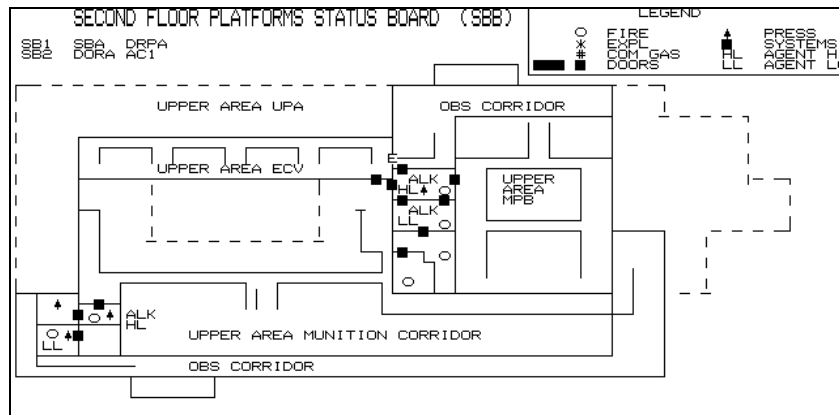 SECOND FLOOR PLATFORMS STATUS BOARD (SBB)
LEGEND
SB1 SBA DRPA
SB2 DORA AC1
FIRE
PRESS
EXPL
SYSTEMS
COM GAS
HL AGENT H
DOORS
LL AGENT L
UPPER AREA UPA
OBS CORRIDOR
E
UPPER AREA ECV
ALK
HL
UPPER
AREA
MPB
ALK
LL
ALK
HL
UPPER AREA MUNITION CORRIDOR
LL
OBS CORRIDOR